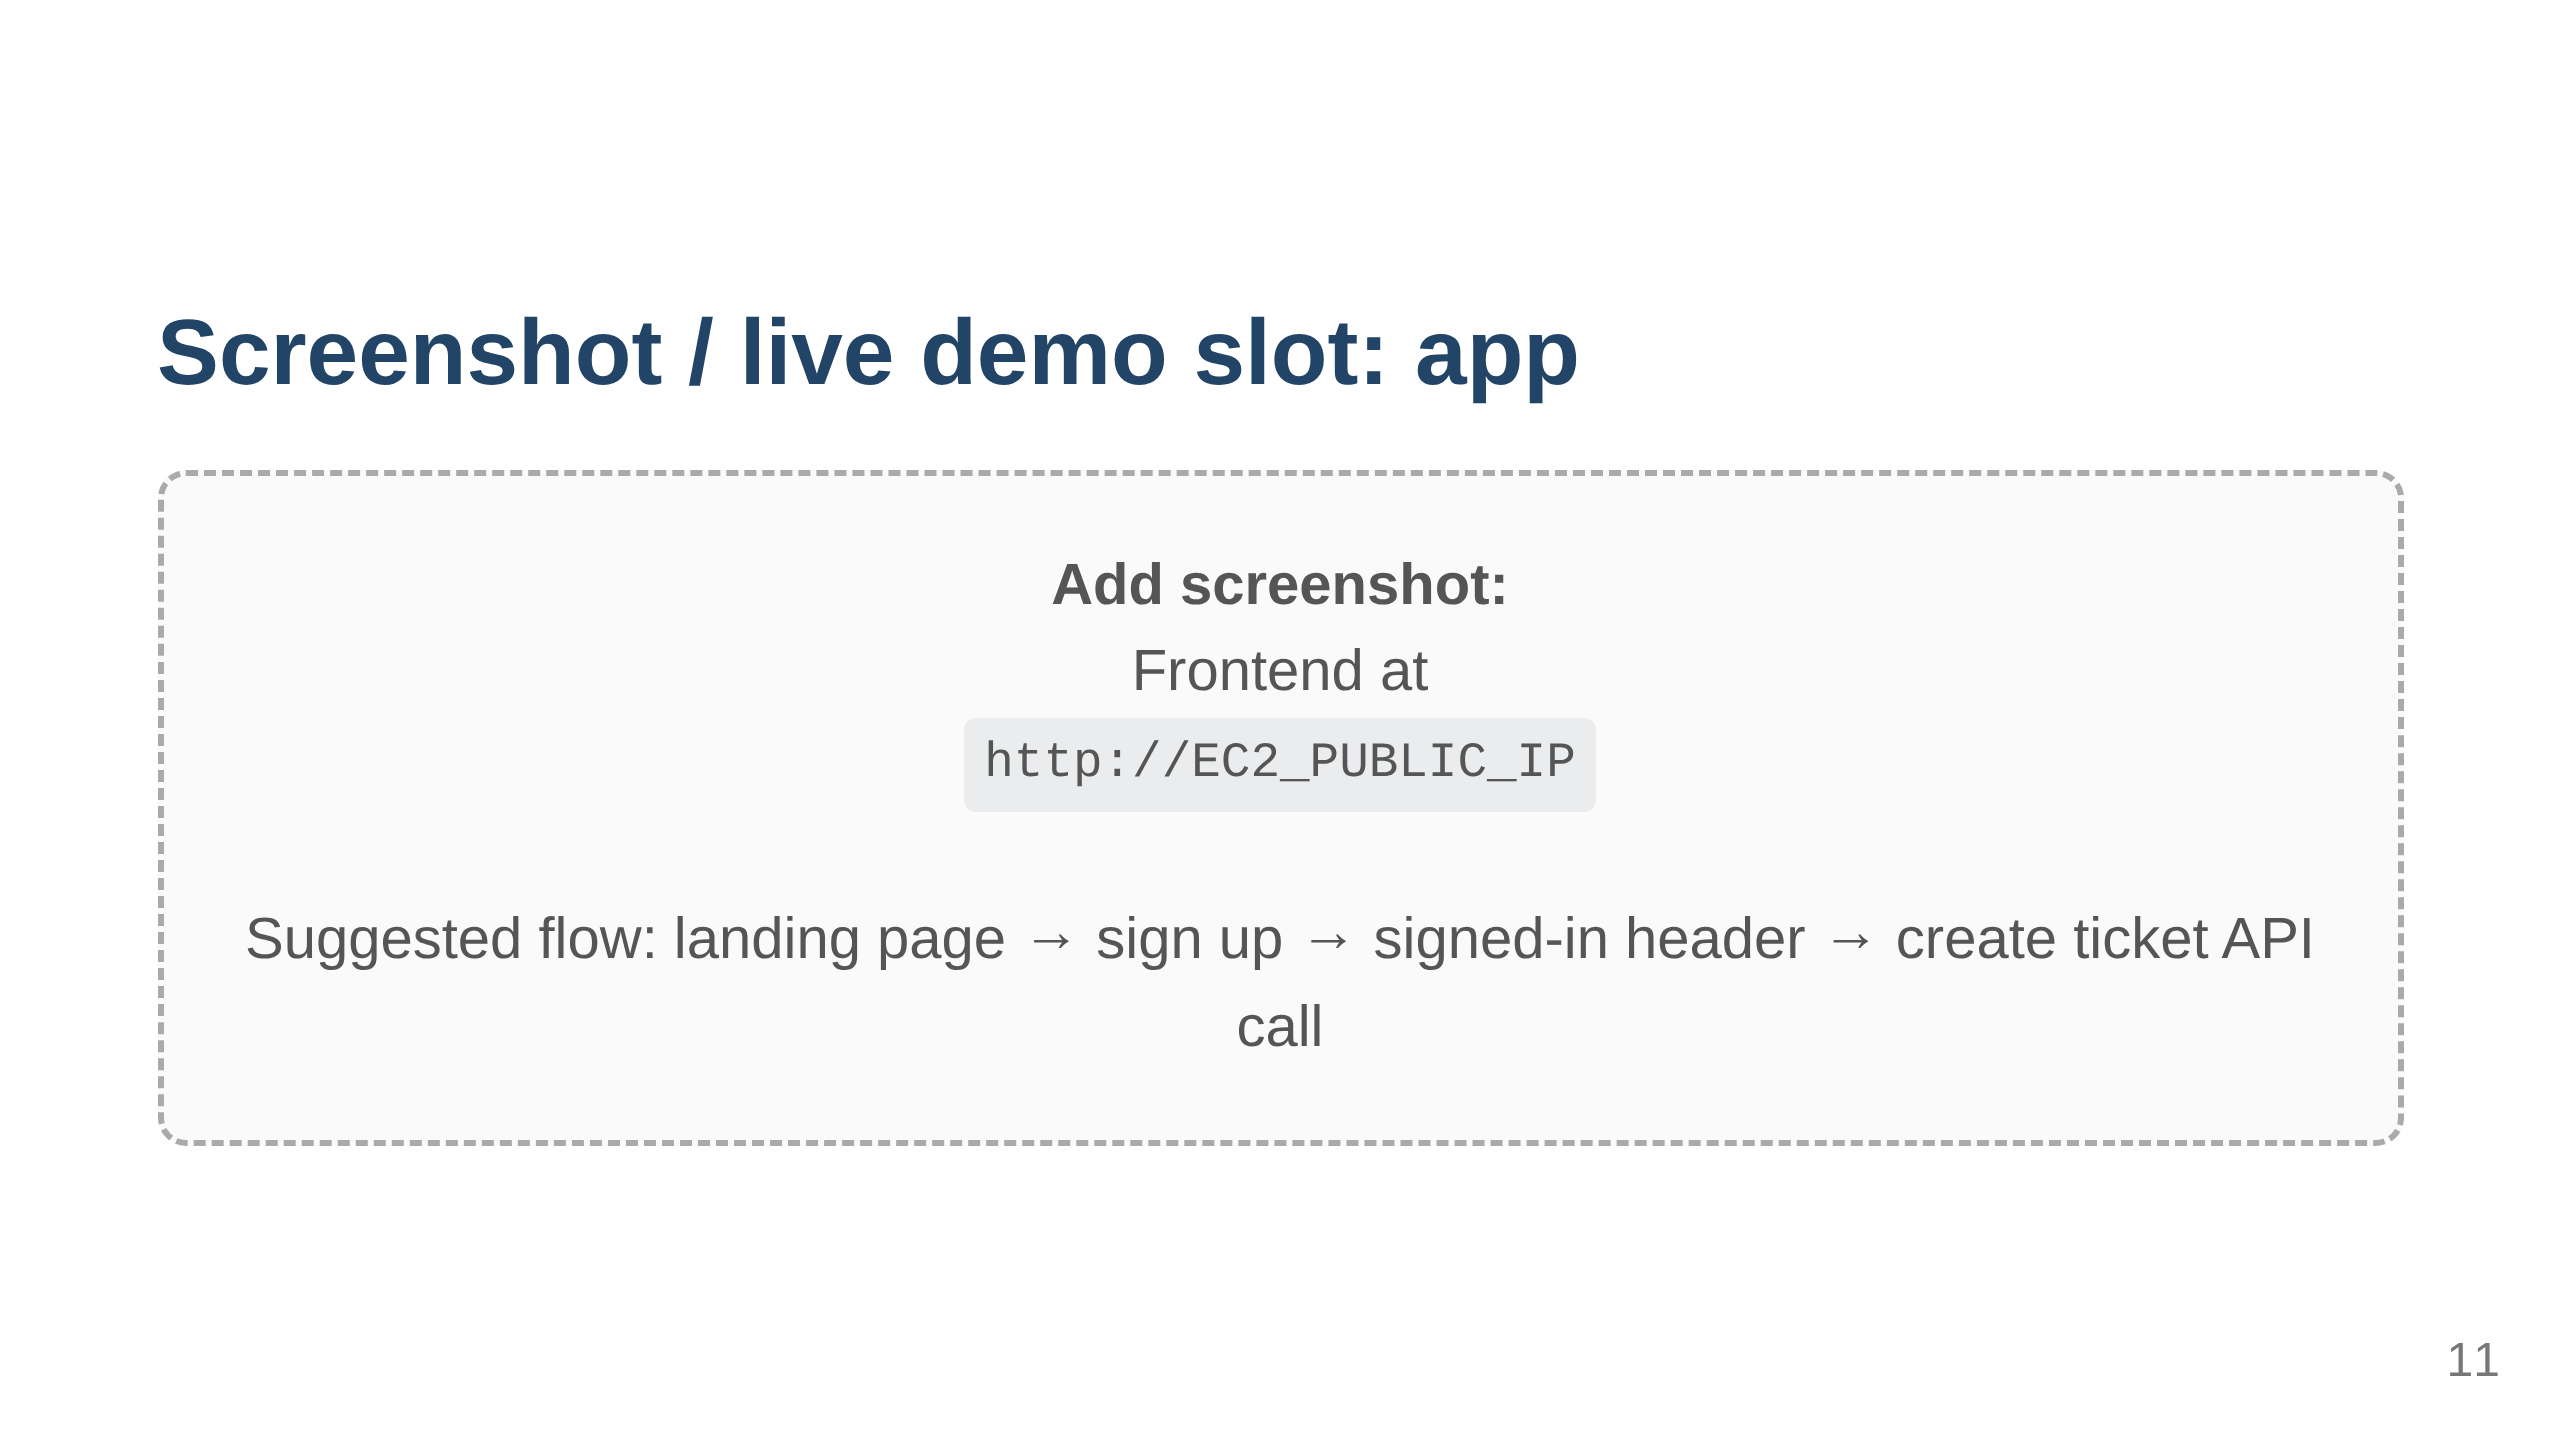 Screenshot / live demo slot: app
Add screenshot:
Frontend at
http://EC2_PUBLIC_IP
Suggested flow: landing page → sign up → signed-in header → create ticket API
call
11